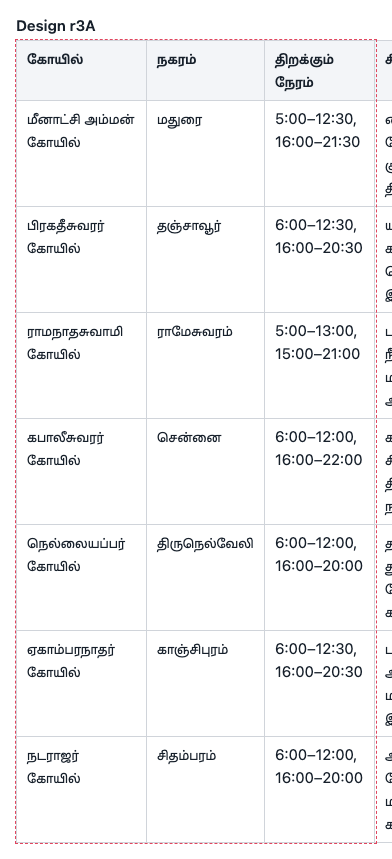 Design r3A
கோயில்
நகரம்
திறக்கும்
நேரம்
மீனாட்சி அம்மன்
கோயில்
மதுரை
5:00–12:30,
16:00–21:30
பிரகதீசுவரர்
கோயில்
தஞ்சாவூர்
6:00–12:30,
16:00–20:30
ராமநாதசுவாமி
கோயில்
ராமேசுவரம்
5:00–13:00,
15:00–21:00
கபாலீசுவரர்
கோயில்
சென்னை
6:00–12:00,
16:00–22:00
நெல்லையப்பர்
கோயில்
திருநெல்வேலி
6:00–12:00,
16:00–20:00
ஏகாம்பரநாதர்
கோயில்
காஞ்சிபுரம்
6:00–12:30,
16:00–20:30
நடராஜர்
கோயில்
சிதம்பரம்
6:00–12:00,
16:00–20:00